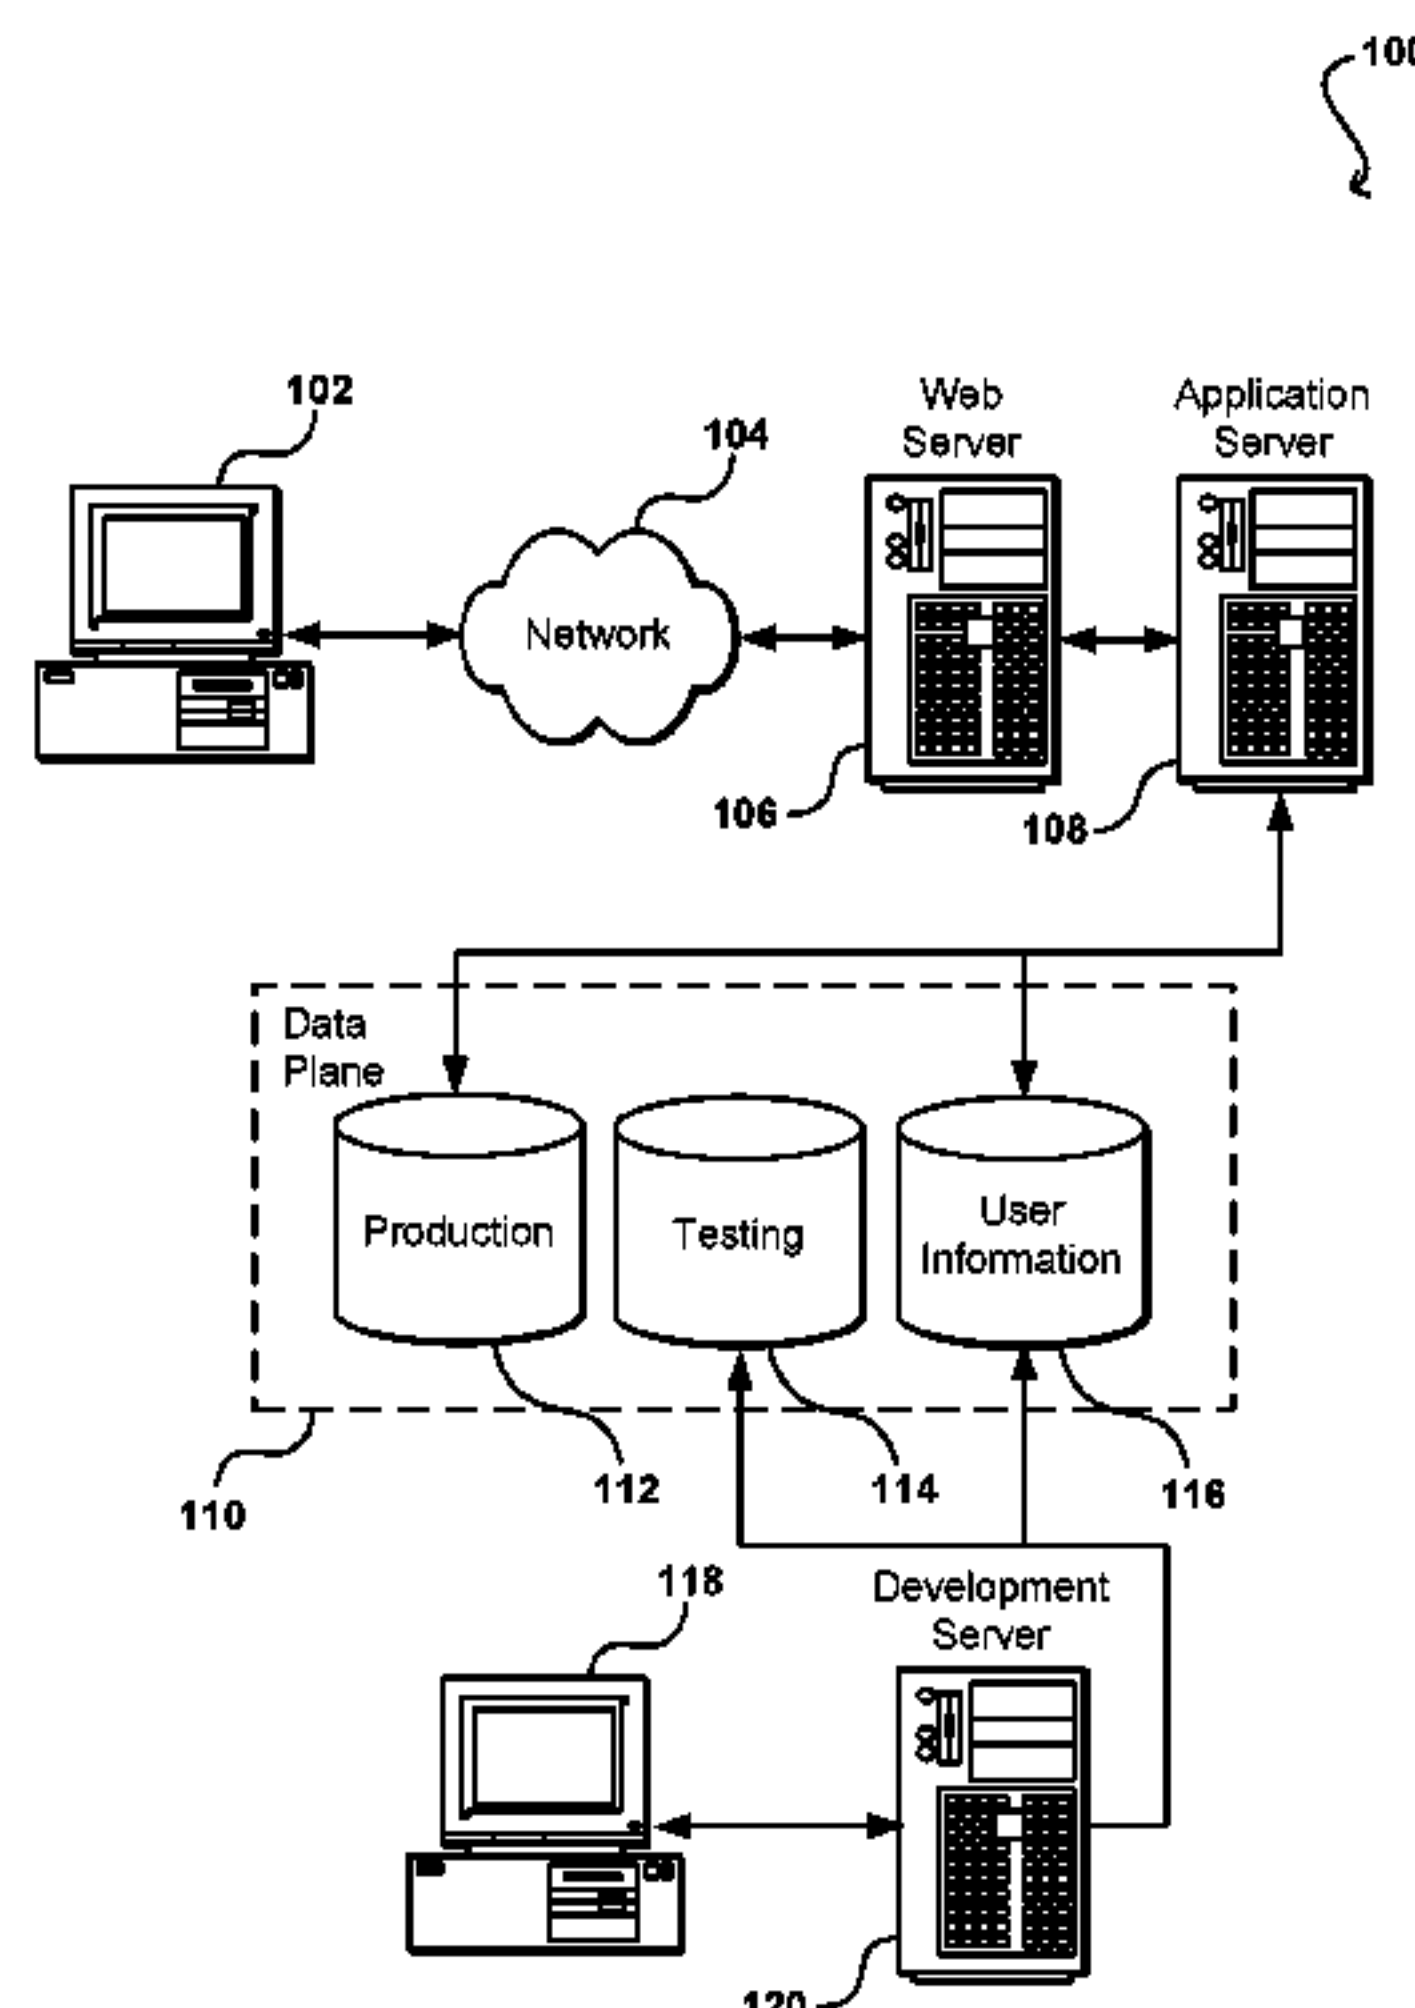 100
102
104
Web
Server
Application
Server
Network
106
108
Data
Plane
Production
Testing
User
Information
110
112
114
116
118
Development
Server
120